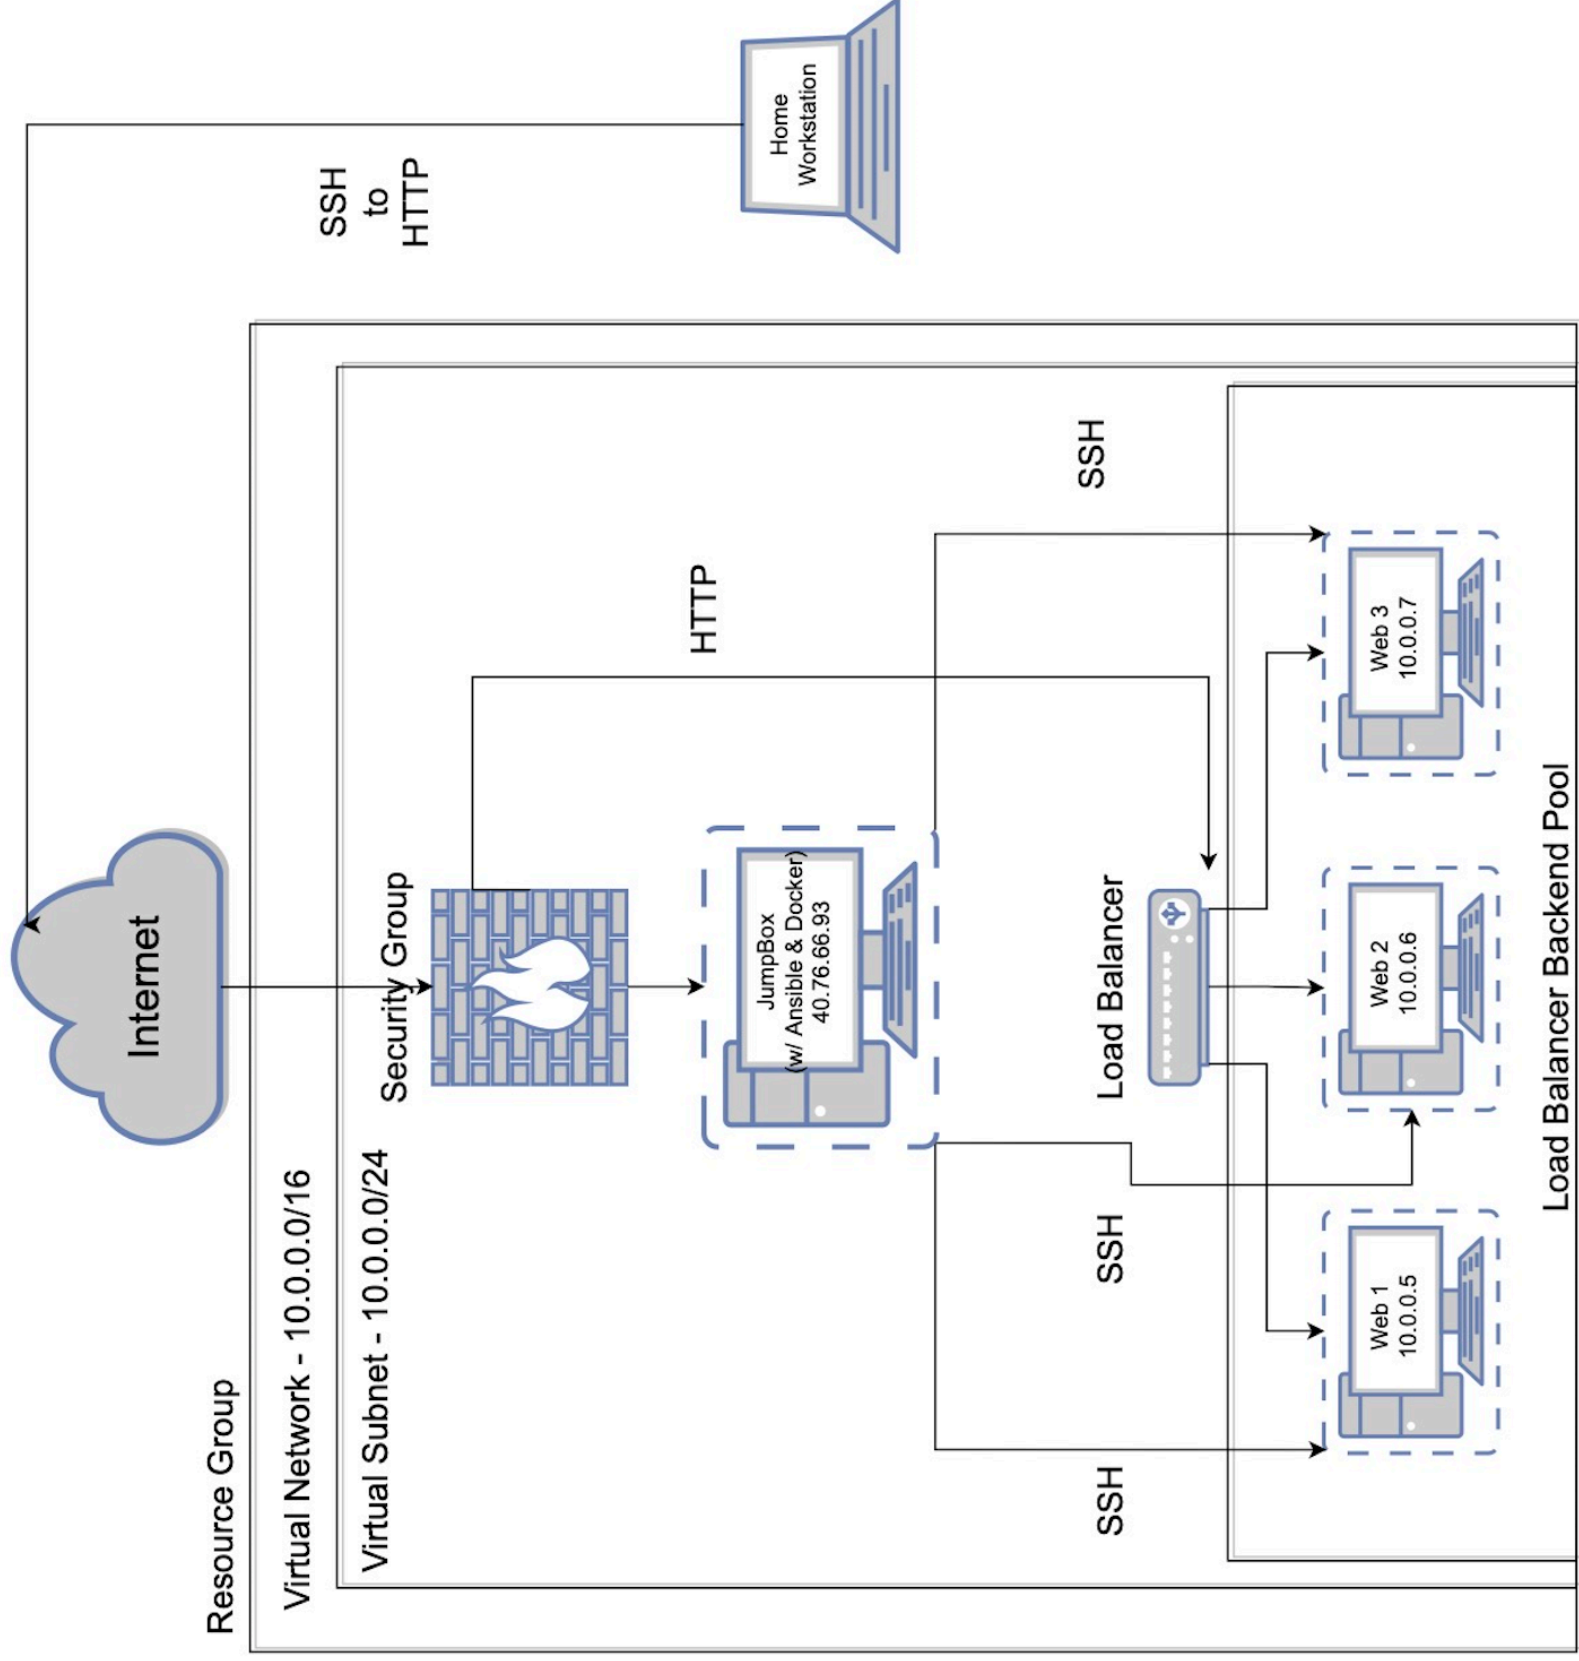 Resource Group
Virtual Network - 10.0.0.0/16
Virtual Subnet - 10.0.0.0/24
Internet
SSH
to
HTTP
Home
Workstation
Security Group
HTTP
JumpBox
(w/ Ansible & Docker)
40.76.66.93
SSH
SSH
SSH
Load Balancer
Web 1
10.0.0.5
Web 2
10.0.0.6
Web 3
10.0.0.7
Load Balancer Backend Pool